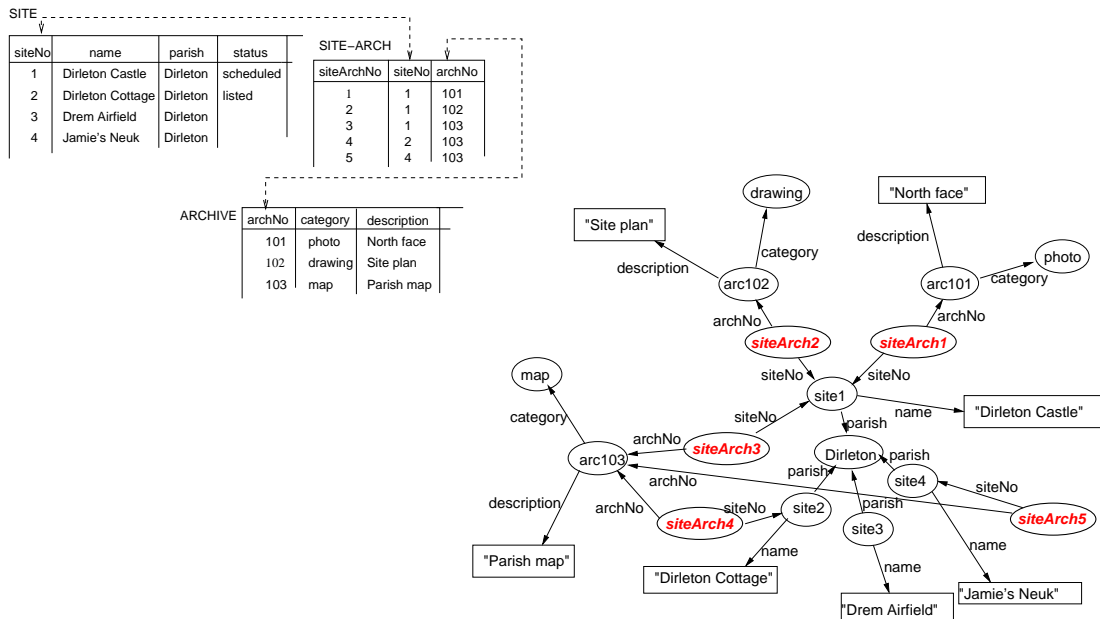 SITE
siteNo name parish status
1 Dirleton Castle Dirleton scheduled
2 Dirleton Cottage Dirleton listed
3 Drem Airfield Dirleton
4 Jamie's Neuk Dirleton
SITE-ARCH
siteArchNo siteNo archNo
1 1 101
2 1 102
3 1 103
4 2 103
5 4 103
ARCHIVE
archNo category description
101 photo North face
102 drawing Site plan
103 map Parish map
drawing
"North face"
"Site plan"
category
description
photo
description
category
arc102
arc101
archNo
archNo
siteArch2
siteArch1
siteNo
siteNo
map
site1
category
siteNo
name
"Dirleton Castle"
parish
archNo
siteArch3
arc103
Dirleton
parish
archNo
parish
site4
siteNo
description
archNo
siteArch4
siteNo
site2
parish
site3
siteArch5
name
name
name
"Parish map"
"Dirleton Cottage"
"Jamie's Neuk"
"Drem Airfield"